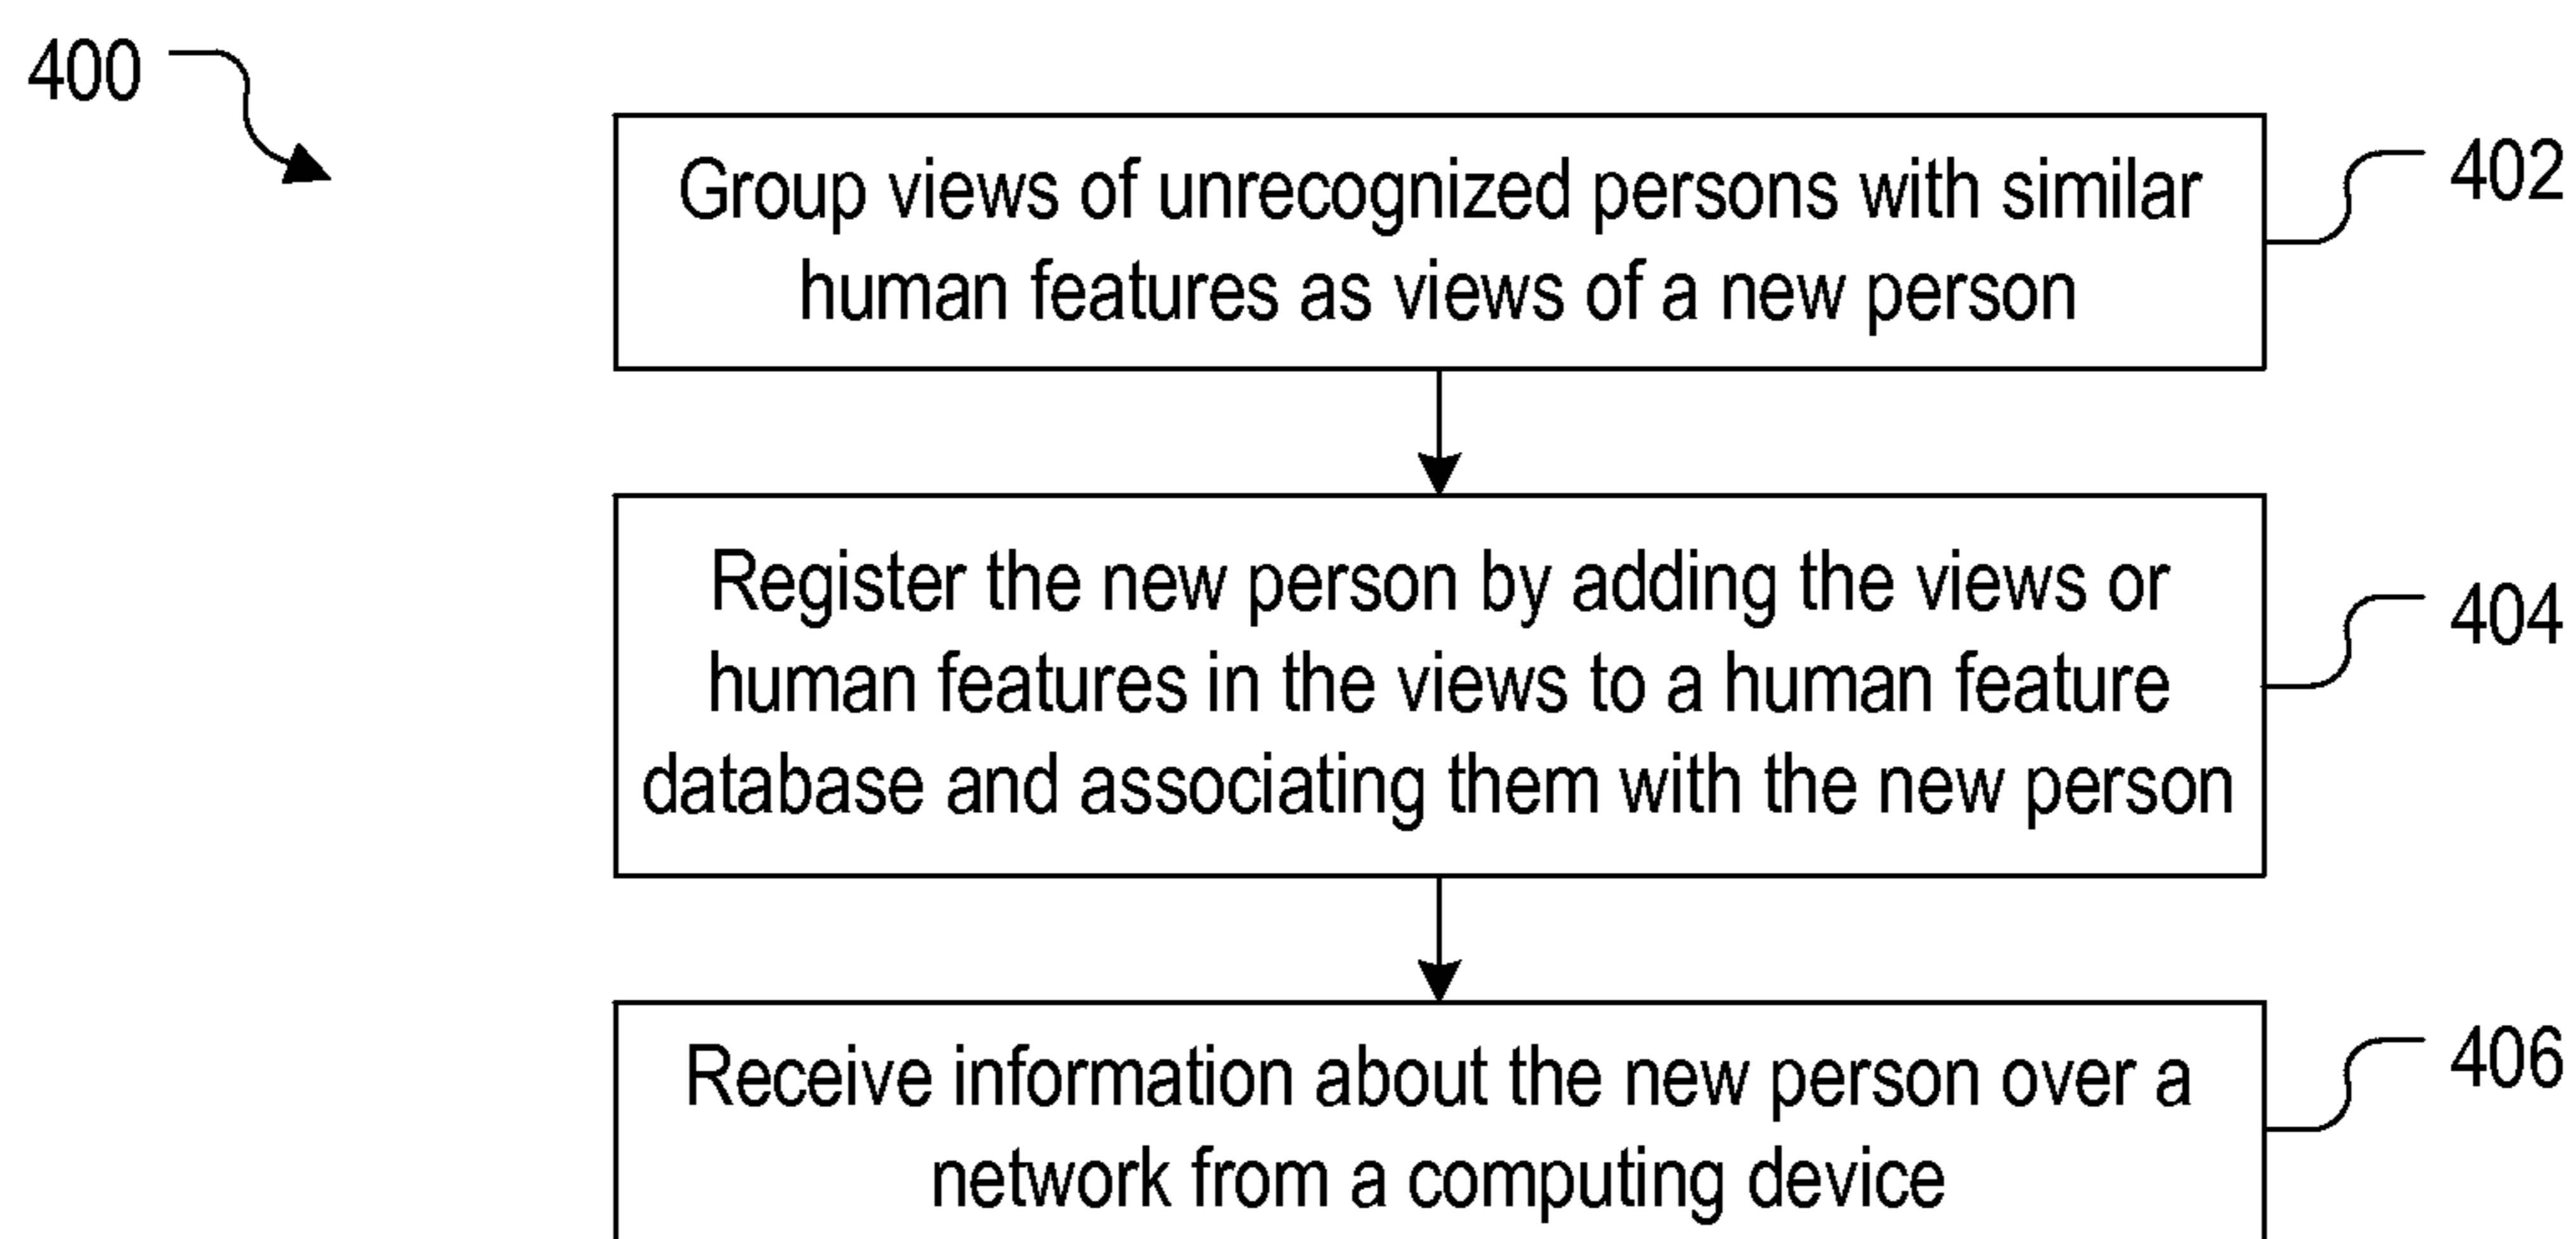 400
Group views of unrecognized persons with similar
human features as views of a new person
402
Register the new person by adding the views or
human features in the views to a human feature
database and associating them with the new person
404
Receive information about the new person over a
network from a computing device
406